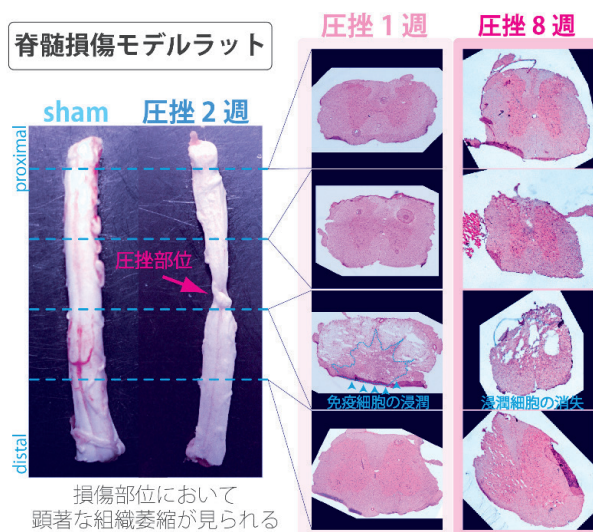 脊髄損傷モデルラット
圧挫1週
圧挫8週
sham
圧挫2週
proximal
圧挫部位
免疫細胞の浸潤
浸潤細胞の消失
distal
損傷部位において
顕著な組織萎縮が見られる